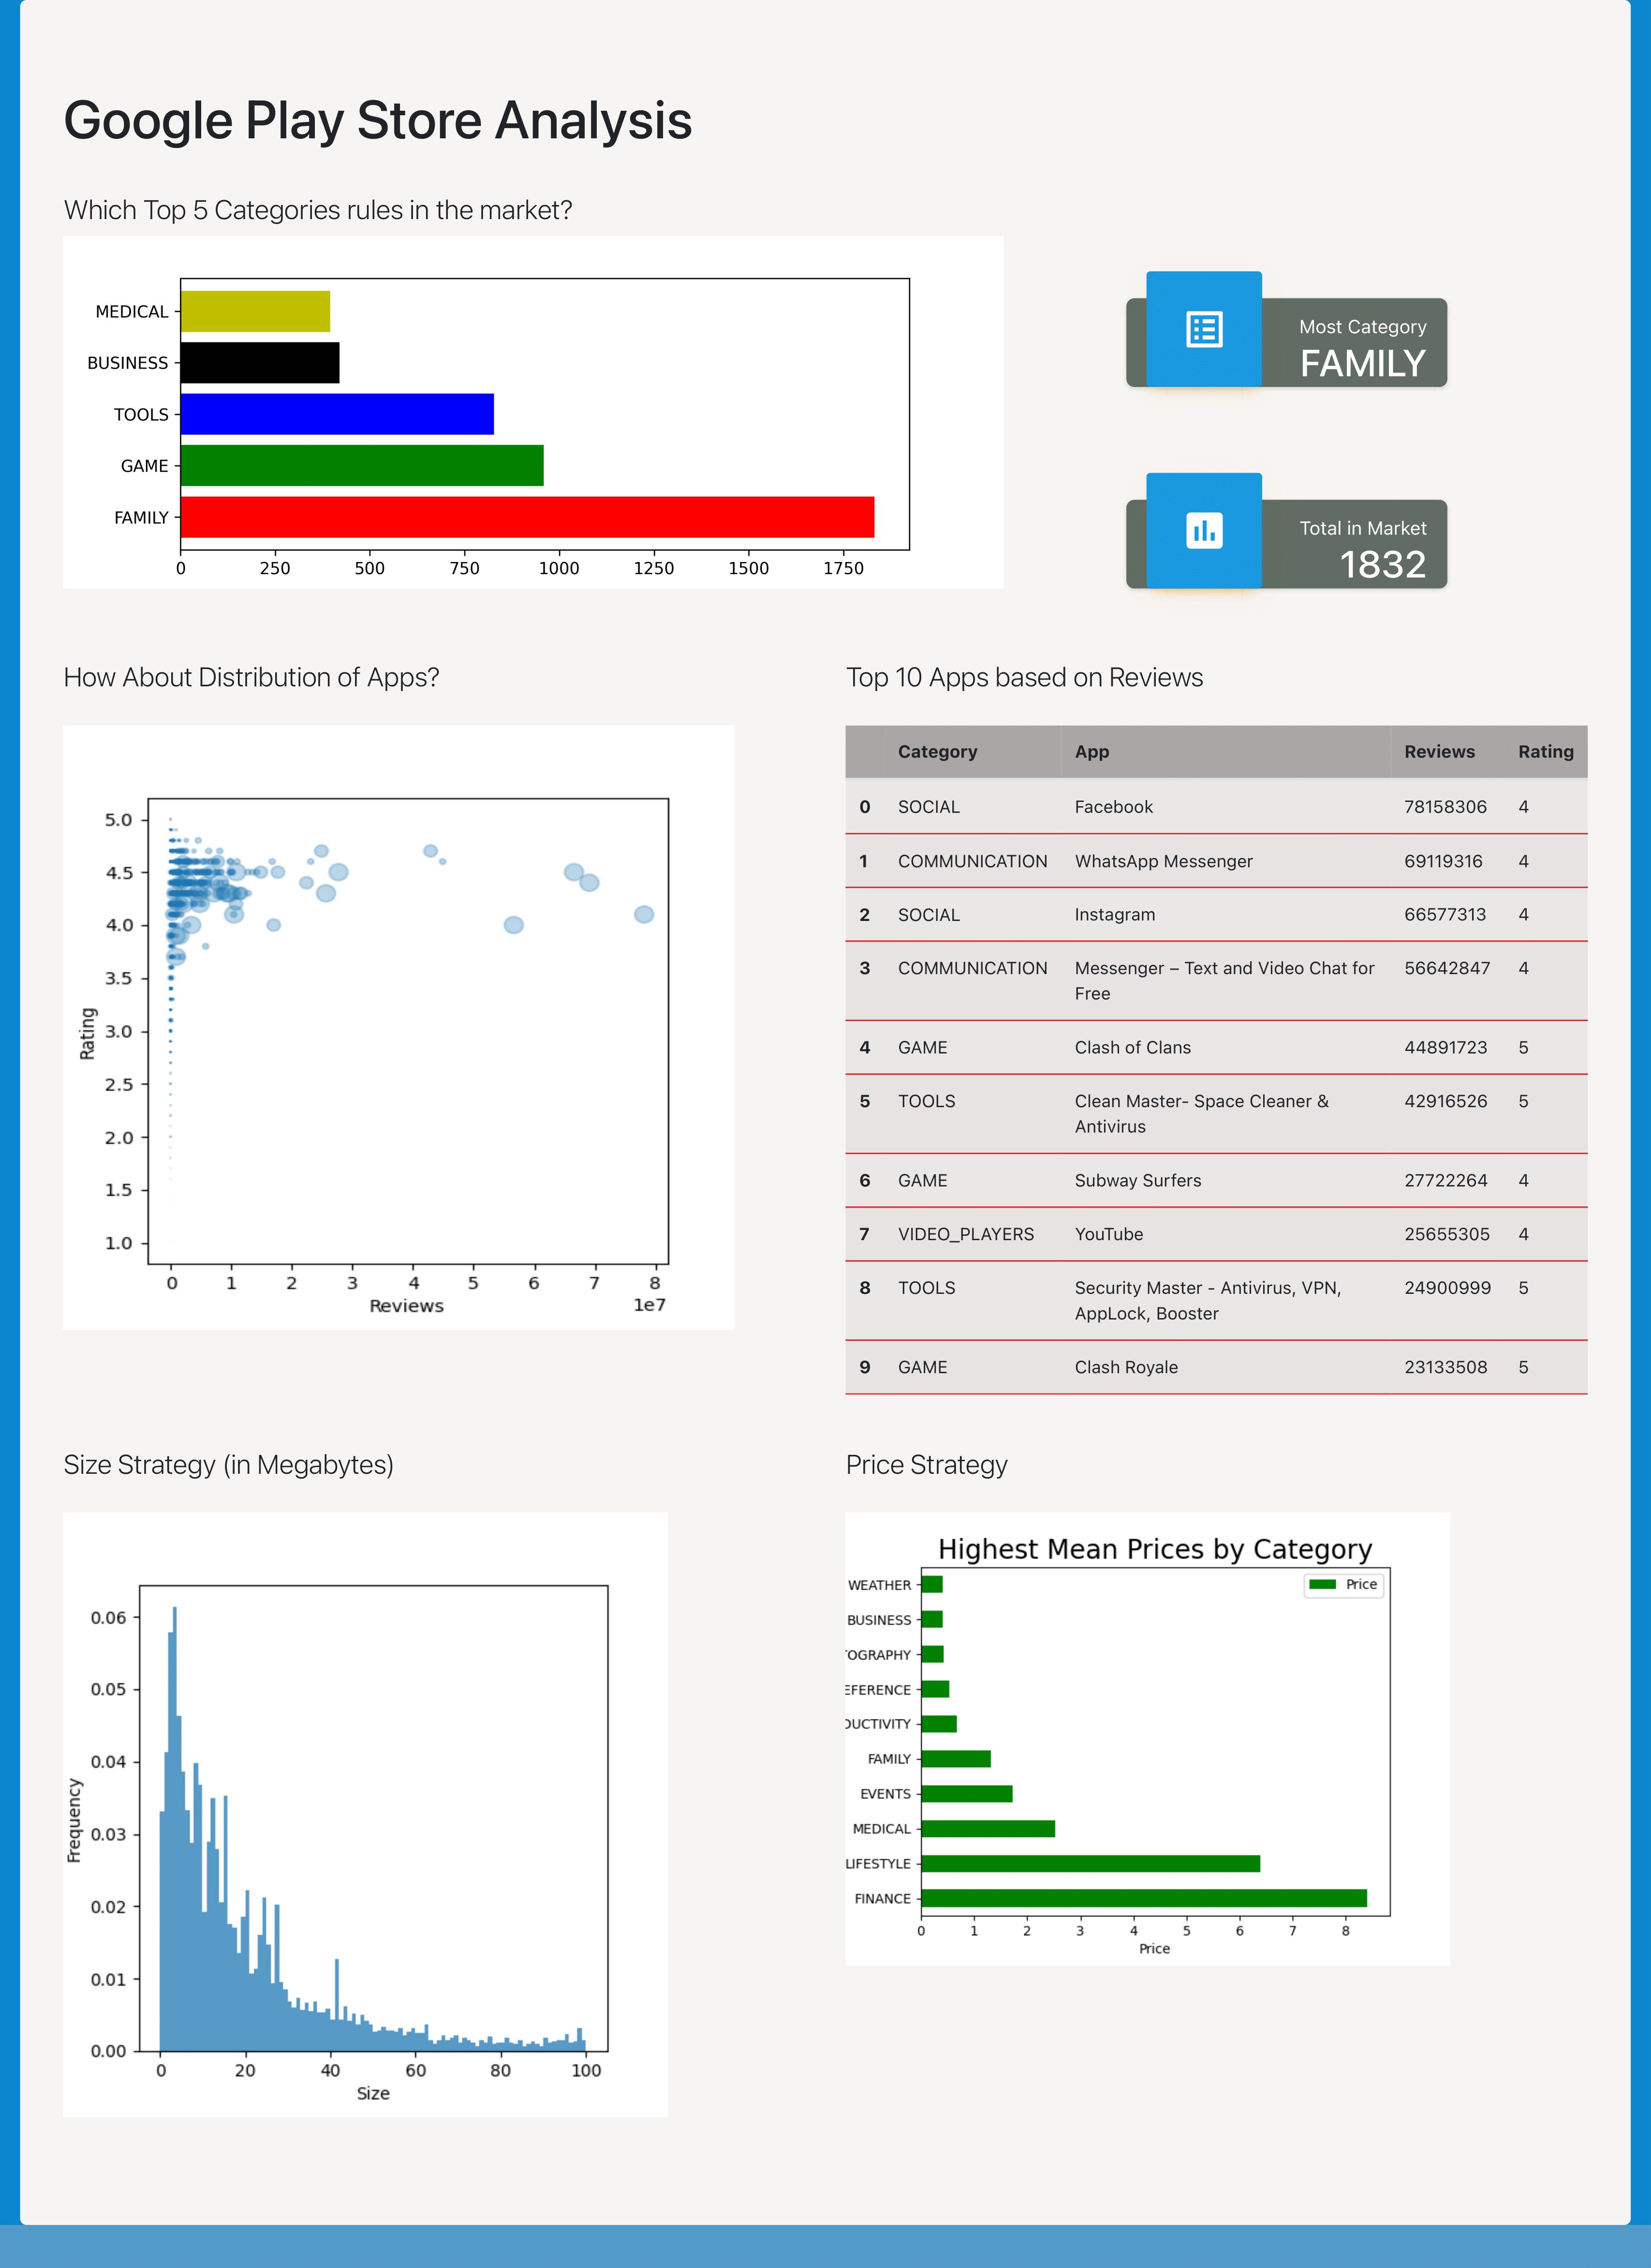 Google Play Store Analysis
Which Top 5 Categories rules in the market?
MEDICAL
BUSINESS
TOOLS
GAME
FAMILY
0 250 500 750 1000 1250 1500 1750
Most Category
FAMILY
Total in Market
1832
How About Distribution of Apps?
5.0
4.5
4.0
3.5
3.0
2.5
2.0
1.5
1.0
Rating
0 1 2 3 4 5 6 7 8
Reviews 1e7
Top 10 Apps based on Reviews
Category App Reviews Rating
0 SOCIAL Facebook 78158306 4
1 COMMUNICATION WhatsApp Messenger 69119316 4
2 SOCIAL Instagram 66577313 4
3 COMMUNICATION Messenger – Text and Video Chat for 56642847 4
Free
4 GAME Clash of Clans 44891723 5
5 TOOLS Clean Master- Space Cleaner & 42916526 5
Antivirus
6 GAME Subway Surfers 27722264 4
7 VIDEO_PLAYERS YouTube 25655305 4
8 TOOLS Security Master - Antivirus, VPN, 24900999 5
AppLock, Booster
9 GAME Clash Royale 23133508 5
Size Strategy (in Megabytes)
0.06
0.05
0.04
0.03
0.02
0.01
0.00
Frequency
0 20 40 60 80 100
Size
Price Strategy
Highest Mean Prices by Category
Price
WEATHER
BUSINESS
TOGRAPHY
EFERENCE
DUCTIVITY
FAMILY
EVENTS
MEDICAL
LIFESTYLE
FINANCE
0 1 2 3 4 5 6 7 8
Price